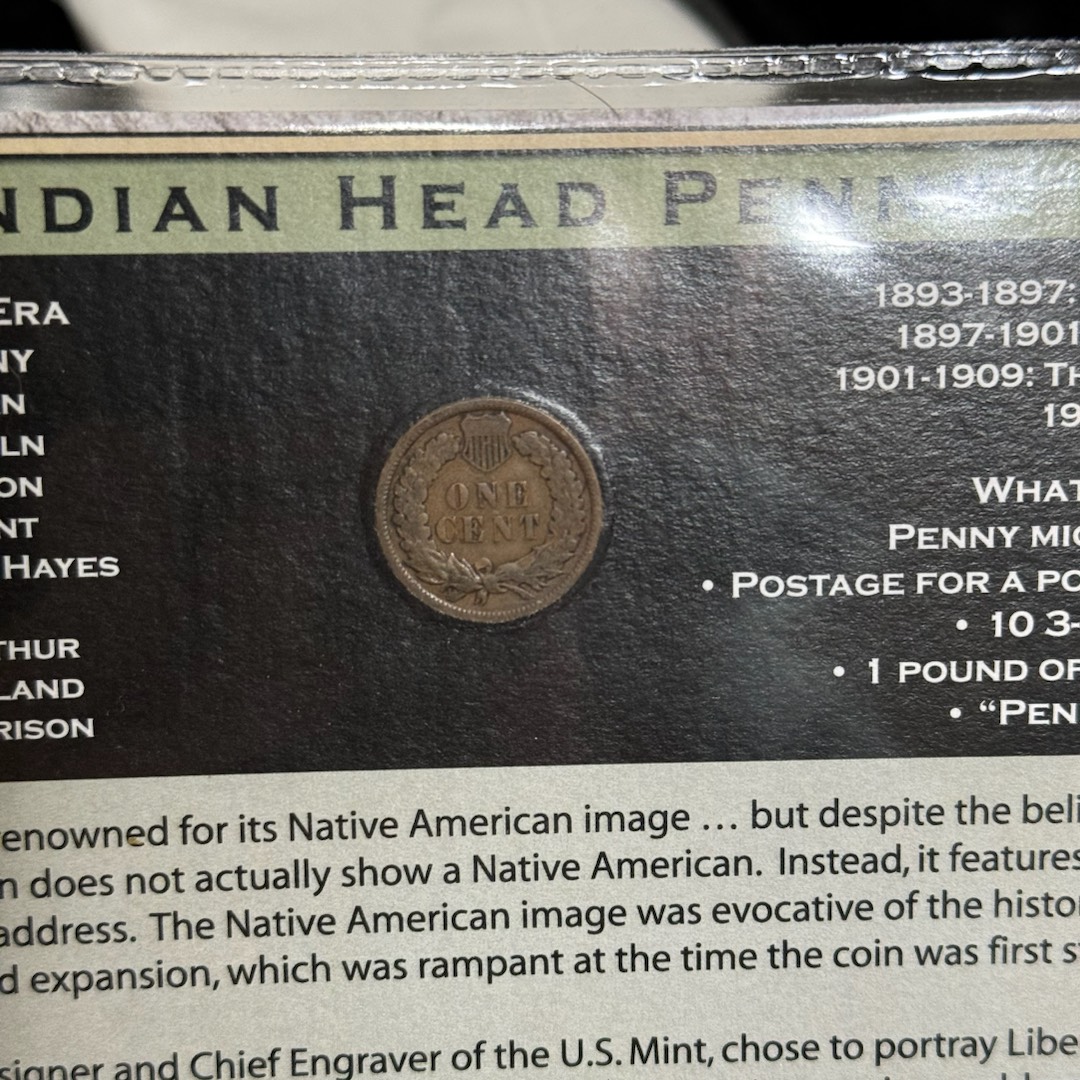 NDIAN HEAD PENNY
ERA
NY
N
LN
ON
NT
HAYES
THUR
LAND
RISON
ONE
CENT
1893-1897:
1897-1901
1901-1909: TH
19
WHAT
PENNY MIG
• POSTAGE FOR A PO
• 10 3-
• 1 POUND OF
• “PEN
enowned for its Native American image … but despite the beli
n does not actually show a Native American. Instead, it features
address. The Native American image was evocative of the histo
d expansion, which was rampant at the time the coin was first s
signer and Chief Engraver of the U.S. Mint, chose to portray Libe